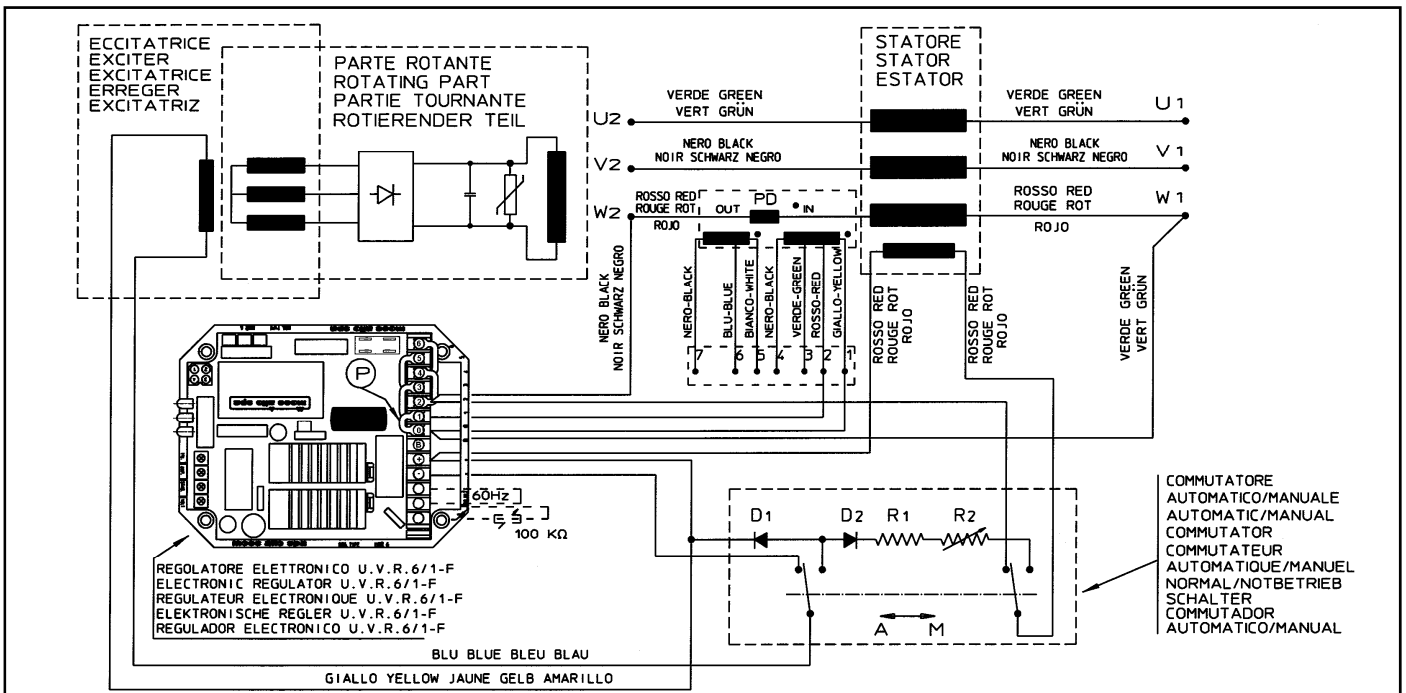 ECCITATRICE
EXCITER
EXCITATRICE
ERREGER
EXCITATRIZ
PARTE ROTANTE
ROTATING PART
PARTIE TOURNANTE
ROTIERENDER TEIL
STATORE
STATOR
ESTATOR
U2
VERDE GREEN
VERT GRÜN
VERDE GREEN
VERT GRÜN
U1
V2
NERO BLACK
NOIR SCHWARZ NEGRO
NERO BLACK
NOIR SCHWARZ NEGRO
V1
W2
ROSSO RED
ROUGE ROT
ROJO
OUT
PD
IN
ROSSO RED
ROUGE ROT
ROJO
W1
NERO BLACK
NOIR SCHWARZ NEGRO
NERO-BLACK
BLU-BLUE
BIANCO-WHITE
NERO-BLACK
VERDE-GREEN
ROSSO-RED
GIALLO-YELLOW
7 6 5 4 3 2 1
ROSSO RED
ROUGE ROT
ROJO
ROSSO RED
ROUGE ROT
ROJO
VERDE GREEN
VERT GRÜN
P
6
5
4
3
2
1
0
B
+
-
60Hz
100 KΩ
REGOLATORE ELETTRONICO U.V.R.6/1-F
ELECTRONIC REGULATOR U.V.R.6/1-F
REGULATEUR ELECTRONIQUE U.V.R.6/1-F
ELEKTRONISCHE REGLER U.V.R.6/1-F
REGULADOR ELECTRONICO U.V.R.6/1-F
D1 D2 R1 R2
A M
COMMUTATORE
AUTOMATICO/MANUALE
AUTOMATIC/MANUAL
COMMUTATOR
COMMUTATEUR
AUTOMATIQUE/MANUEL
NORMAL/NOTBETRIEB
SCHALTER
COMMUTADOR
AUTOMATICO/MANUAL
BLU BLUE BLEU BLAU
GIALLO YELLOW JAUNE GELB AMARILLO